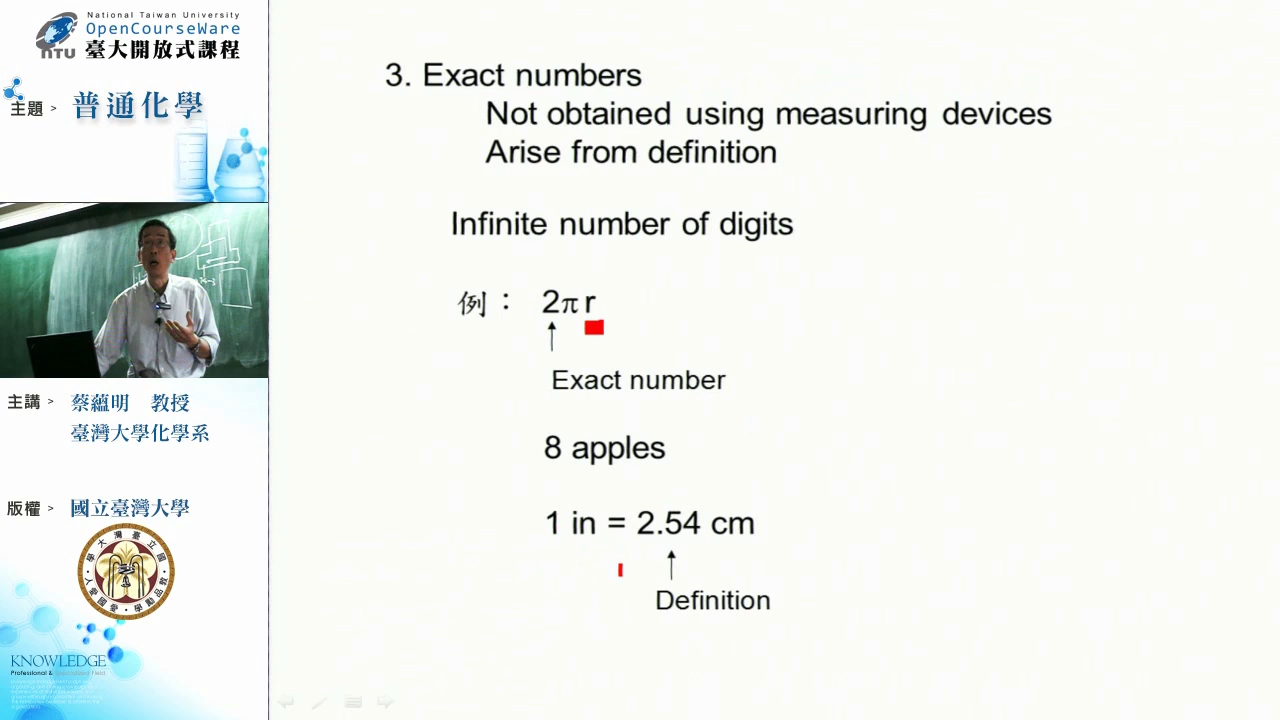 National Taiwan University
OpenCourseWare
臺大開放式課程
NTU
主題 > 普通化學
主講 > 蔡蘊明 教授
臺灣大學化學系
版權 > 國立臺灣大學
KNOWLEDGE
3. Exact numbers
Not obtained using measuring devices
Arise from definition
Infinite number of digits
例： 2π r
Exact number
8 apples
1 in = 2.54 cm
Definition